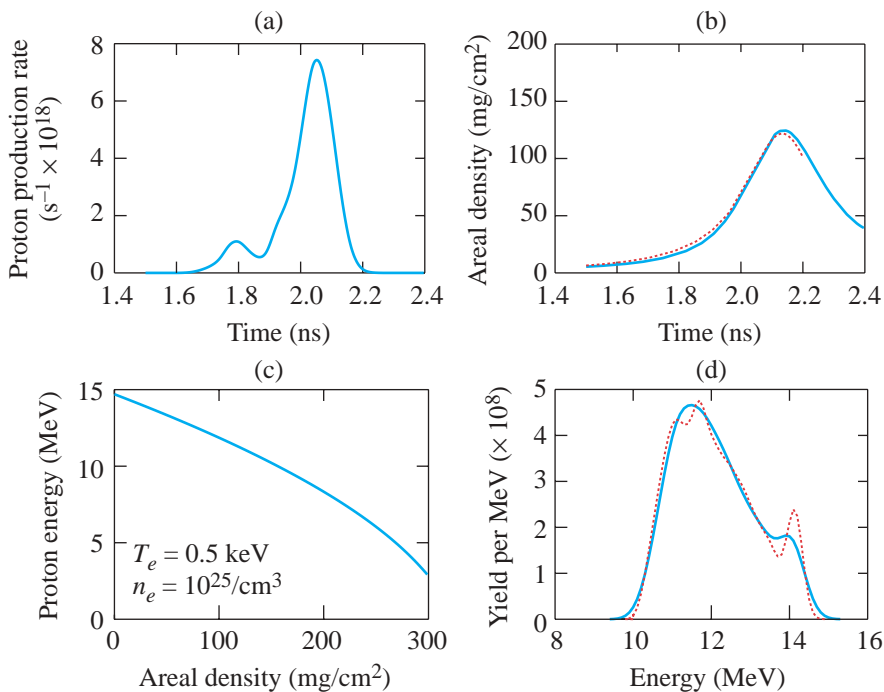 (a)
Proton production rate
(s⁻¹ × 10¹⁸)
8
6
4
2
0
1.4 1.6 1.8 2.0 2.2 2.4
Time (ns)
(b)
Areal density (mg/cm²)
200
150
100
50
0
1.4 1.6 1.8 2.0 2.2 2.4
Time (ns)
(c)
Proton energy (MeV)
15
10
5
0
Tₑ = 0.5 keV
nₑ = 10²⁵/cm³
0 100 200 300
Areal density (mg/cm²)
(d)
Yield per MeV (× 10⁸)
5
4
3
2
1
0
8 10 12 14 16
Energy (MeV)